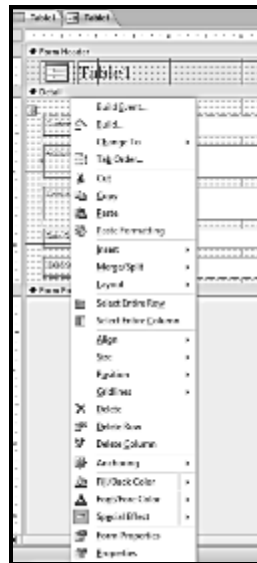 Table1 Table1
Form Header
Table1
Detail
Build Event...
Build...
Change To
Tab Order...
Cut
Copy
Paste
Paste Formatting
Insert
Merge/Split
Layout
Select Entire Row
Select Entire Column
Align
Size
Position
Gridlines
Delete
Delete Row
Delete Column
Anchoring
Fill/Back Color
Font/Fore Color
Special Effect
Form Properties
Properties